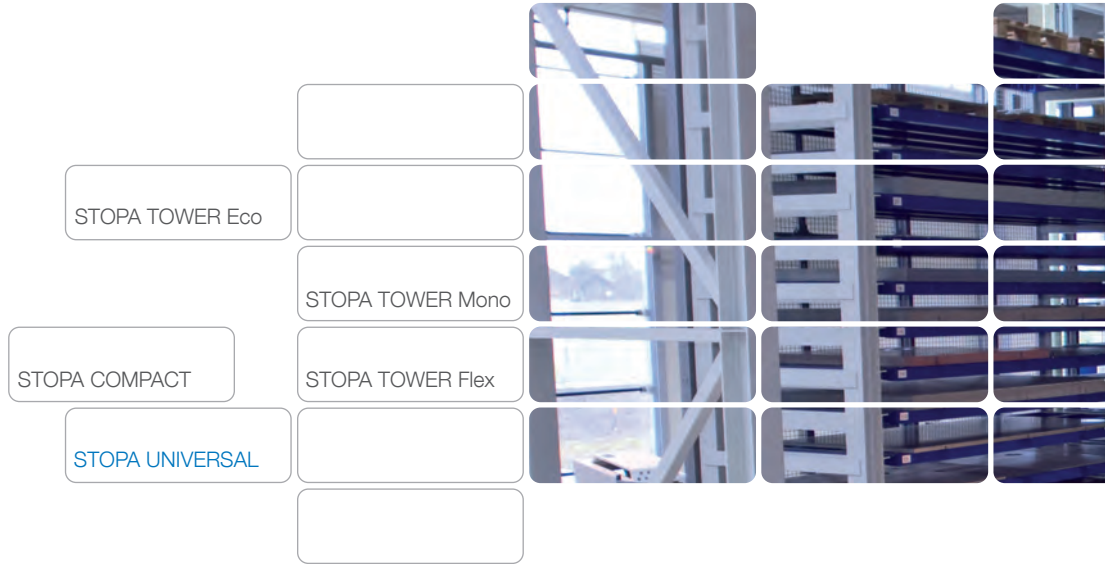 STOPA TOWER Eco
STOPA TOWER Mono
STOPA COMPACT
STOPA TOWER Flex
STOPA UNIVERSAL